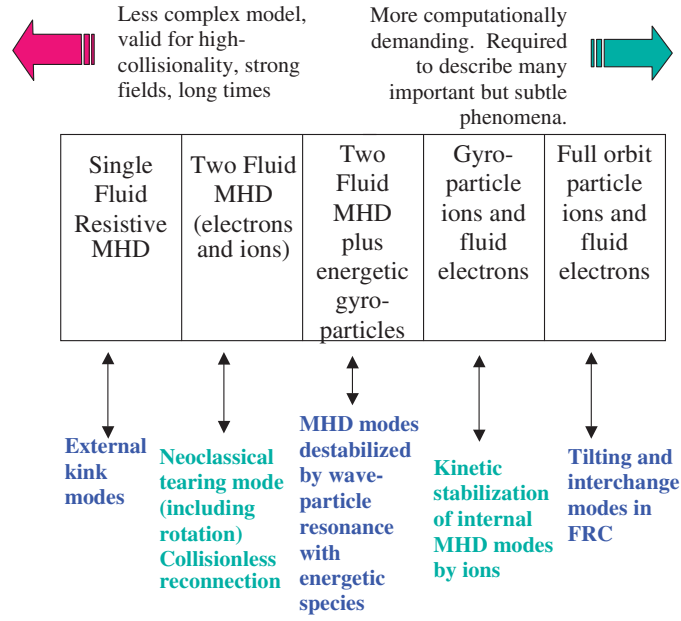 Less complex model,
valid for high-
collisionality, strong
fields, long times
More computationally
demanding. Required
to describe many
important but subtle
phenomena.
Single
Fluid
Resistive
MHD
Two Fluid
MHD
(electrons
and ions)
Two
Fluid
MHD
plus
energetic
gyro-
particles
Gyro-
particle
ions and
fluid
electrons
Full orbit
particle
ions and
fluid
electrons
External
kink
modes
Neoclassical
tearing mode
(including
rotation)
Collisionless
reconnection
MHD modes
destabilized
by wave-
particle
resonance
with
energetic
species
Kinetic
stabilization
of internal
MHD modes
by ions
Tilting and
interchange
modes in
FRC